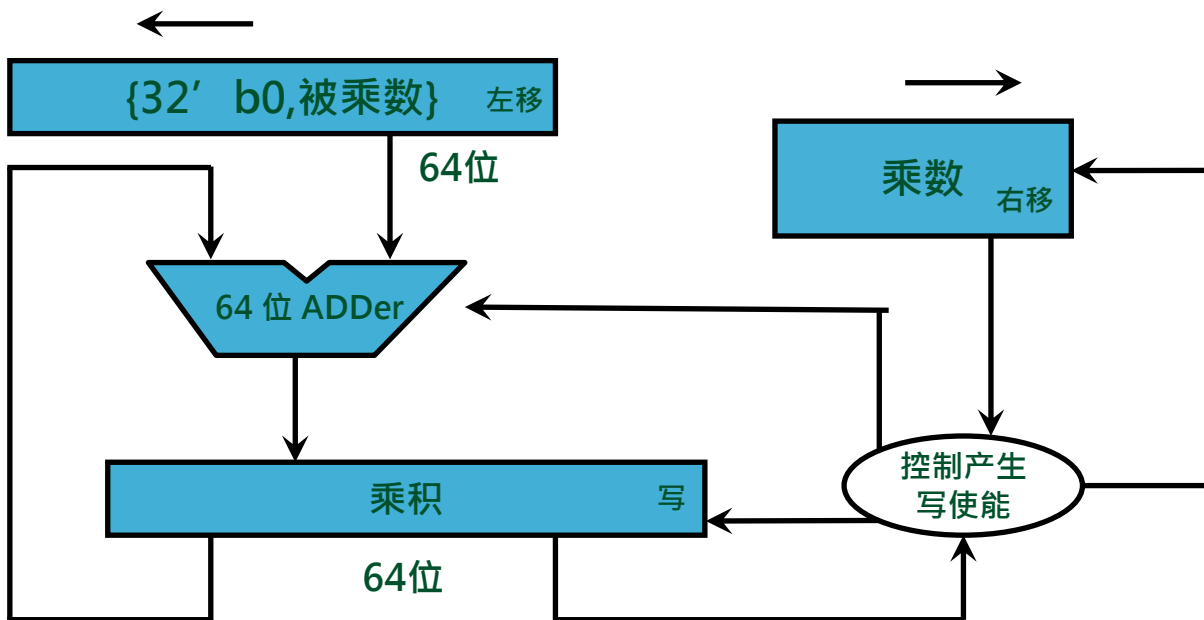 {32’ b0,被乘数} 左移
64位
乘数
右移
64 位 ADDer
控制产生
写使能
乘积 写
64位